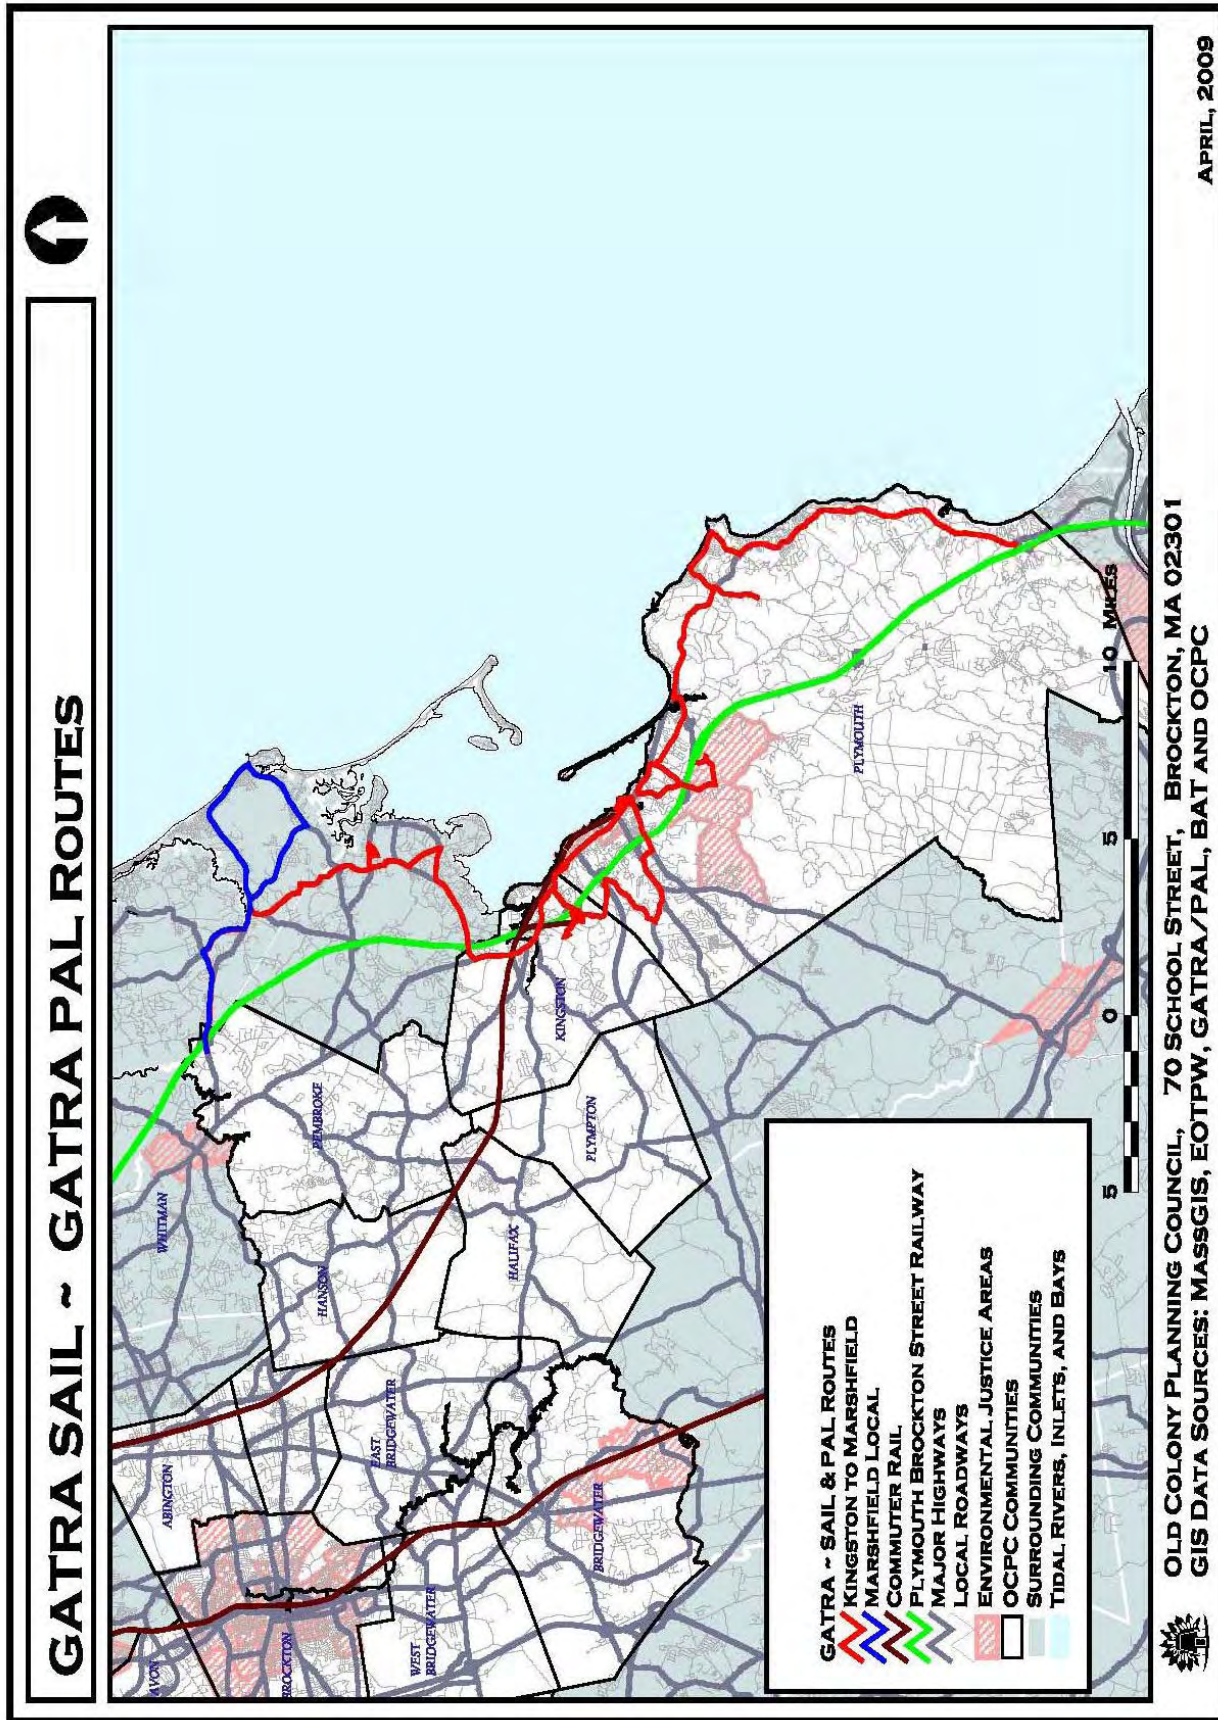 GATRA SAIL ~ GATRA PAL ROUTES
WHITMAN
ABINGTON
AVON
BROCKTON
PEMBROKE
HANSON
EAST
BRIDGEWATER
WEST
BRIDGEWATER
KINGSTON
HALIFAX
PLYMPTON
BRIDGEWATER
PLYMOUTH
GATRA ~ SAIL & PAL ROUTES
KINGSTON TO MARSHFIELD
MARSHFIELD LOCAL
COMMUTER RAIL
PLYMOUTH BROCKTON STREET RAILWAY
MAJOR HIGHWAYS
LOCAL ROADWAYS
ENVIRONMENTAL JUSTICE AREAS
OCPC COMMUNITIES
SURROUNDING COMMUNITIES
TIDAL RIVERS, INLETS, AND BAYS
5 0 5 10 MILES
OLD COLONY PLANNING COUNCIL, 70 SCHOOL STREET, BROCKTON, MA 02301
GIS DATA SOURCES: MASSGIS, EOTPW, GATRA/PAL, BAT AND OCPC
APRIL, 2009